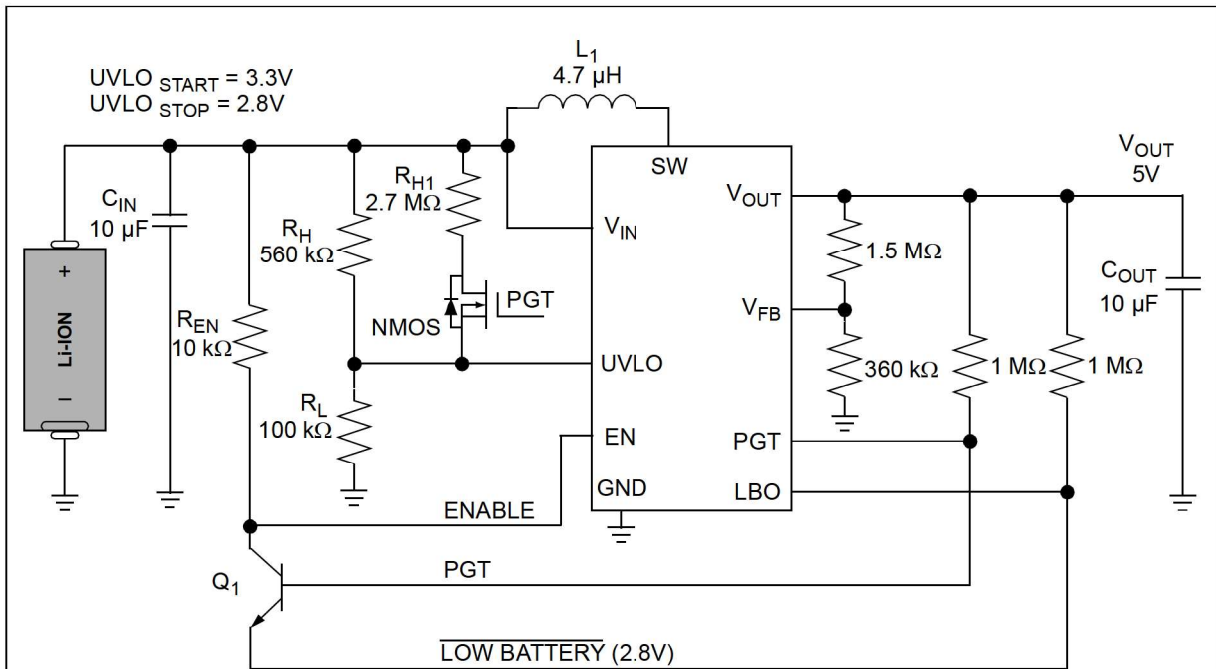 L1
4.7 µH
UVLO START = 3.3V
UVLO STOP = 2.8V
VOUT
5V
SW
RH1
2.7 MΩ
VOUT
CIN
10 µF
RH
560 kΩ
VIN
1.5 MΩ
COUT
10 µF
+
Li-ION
–
PGT
NMOS
VFB
REN
10 kΩ
UVLO
360 kΩ
1 MΩ
1 MΩ
RL
100 kΩ
EN
PGT
GND
LBO
ENABLE
Q1
PGT
LOW BATTERY (2.8V)